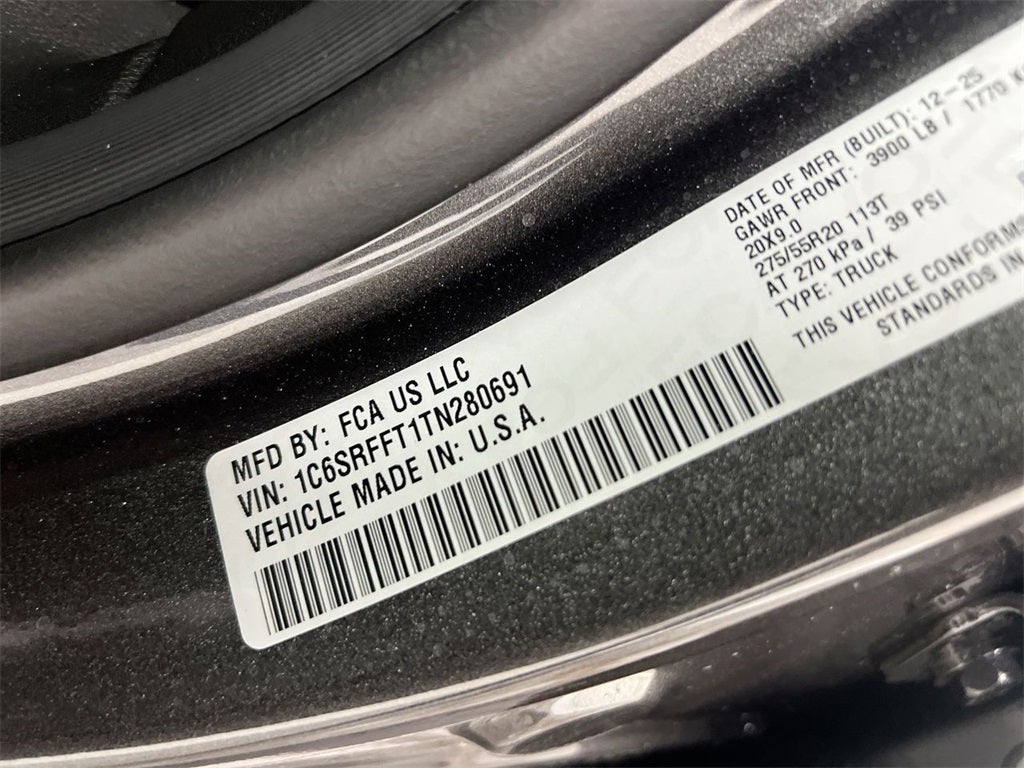 MFD BY: FCA US LLC
VIN: 1C6SRFFT1TN280691
VEHICLE MADE IN: U.S.A.
DATE OF MFR (BUILT): 12-25
GAWR FRONT: 3900 LB / 1770 K
20X9.0
275/55R20 113T
AT 270 kPa / 39 PSI
TYPE: TRUCK
THIS VEHICLE CONFORMS
STANDARDS IN